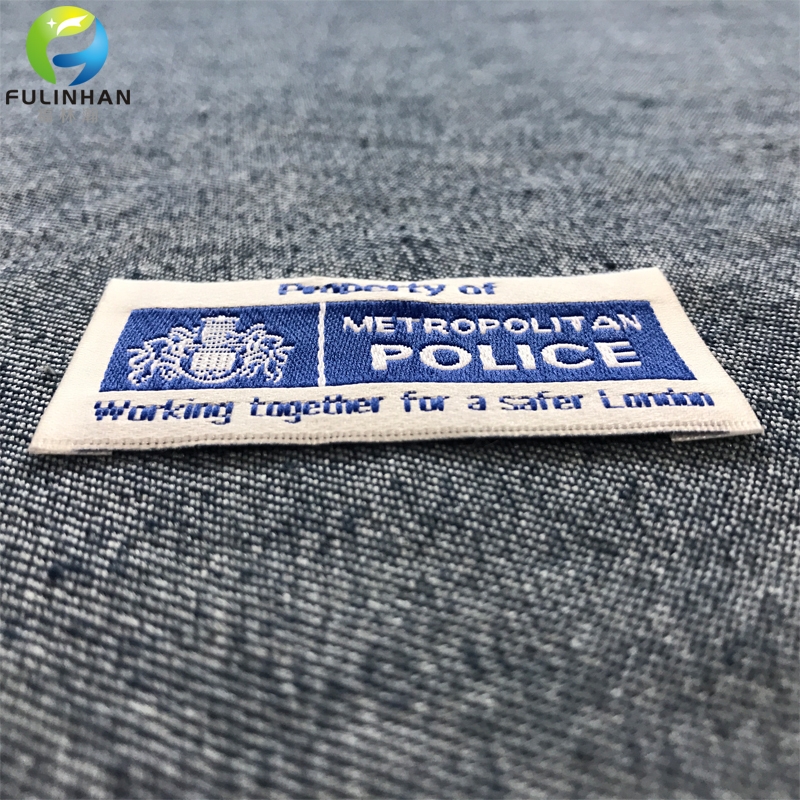 FULINHAN
Property of
METROPOLITAN
POLICE
Working together for a safer London